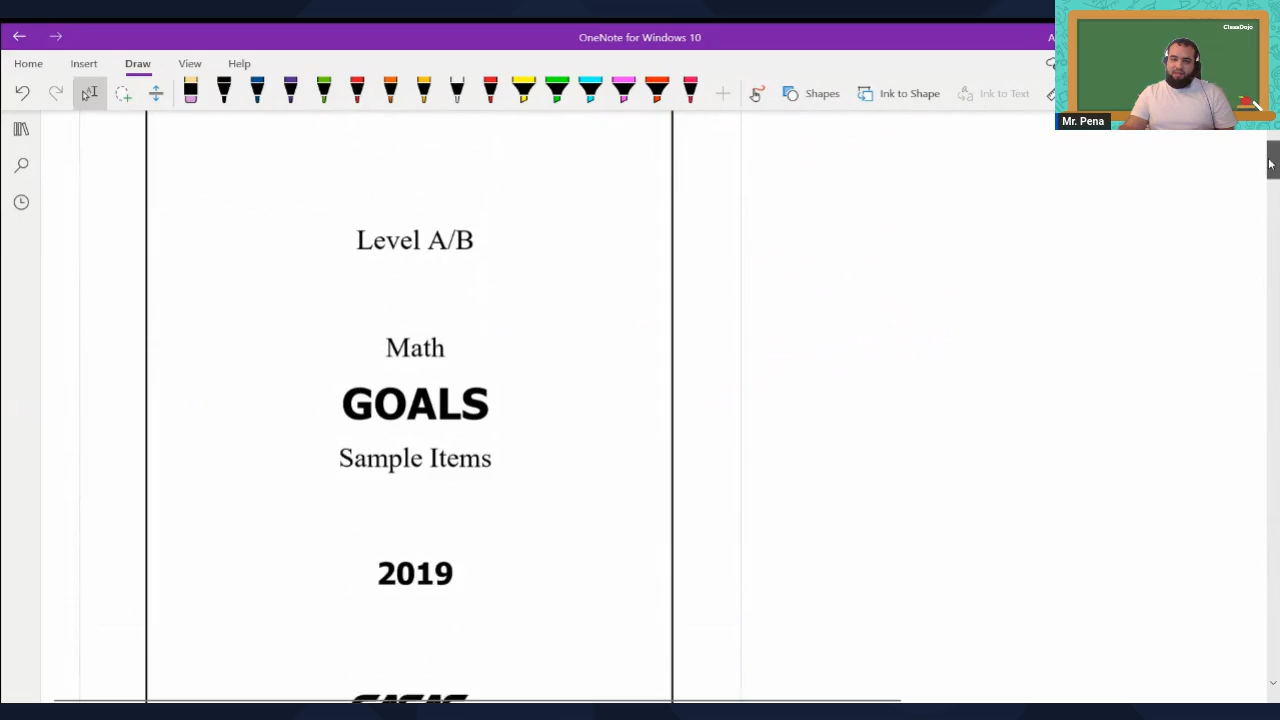 OneNote for Windows 10
ClassDojo
Home Insert Draw View Help
Shapes Ink to Shape Ink to Text
Mr. Pena
Level A/B
Math
GOALS
Sample Items
2019